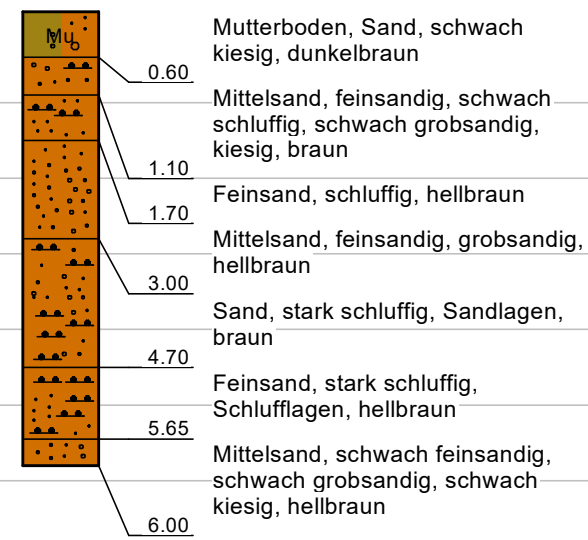 Mu
Mutterboden, Sand, schwach
kiesig, dunkelbraun
0.60
Mittelsand, feinsandig, schwach
schluffig, schwach grobsandig,
kiesig, braun
1.10
Feinsand, schluffig, hellbraun
1.70
Mittelsand, feinsandig, grobsandig,
hellbraun
3.00
Sand, stark schluffig, Sandlagen,
braun
4.70
Feinsand, stark schluffig,
Schlufflagen, hellbraun
5.65
Mittelsand, schwach feinsandig,
schwach grobsandig, schwach
kiesig, hellbraun
6.00